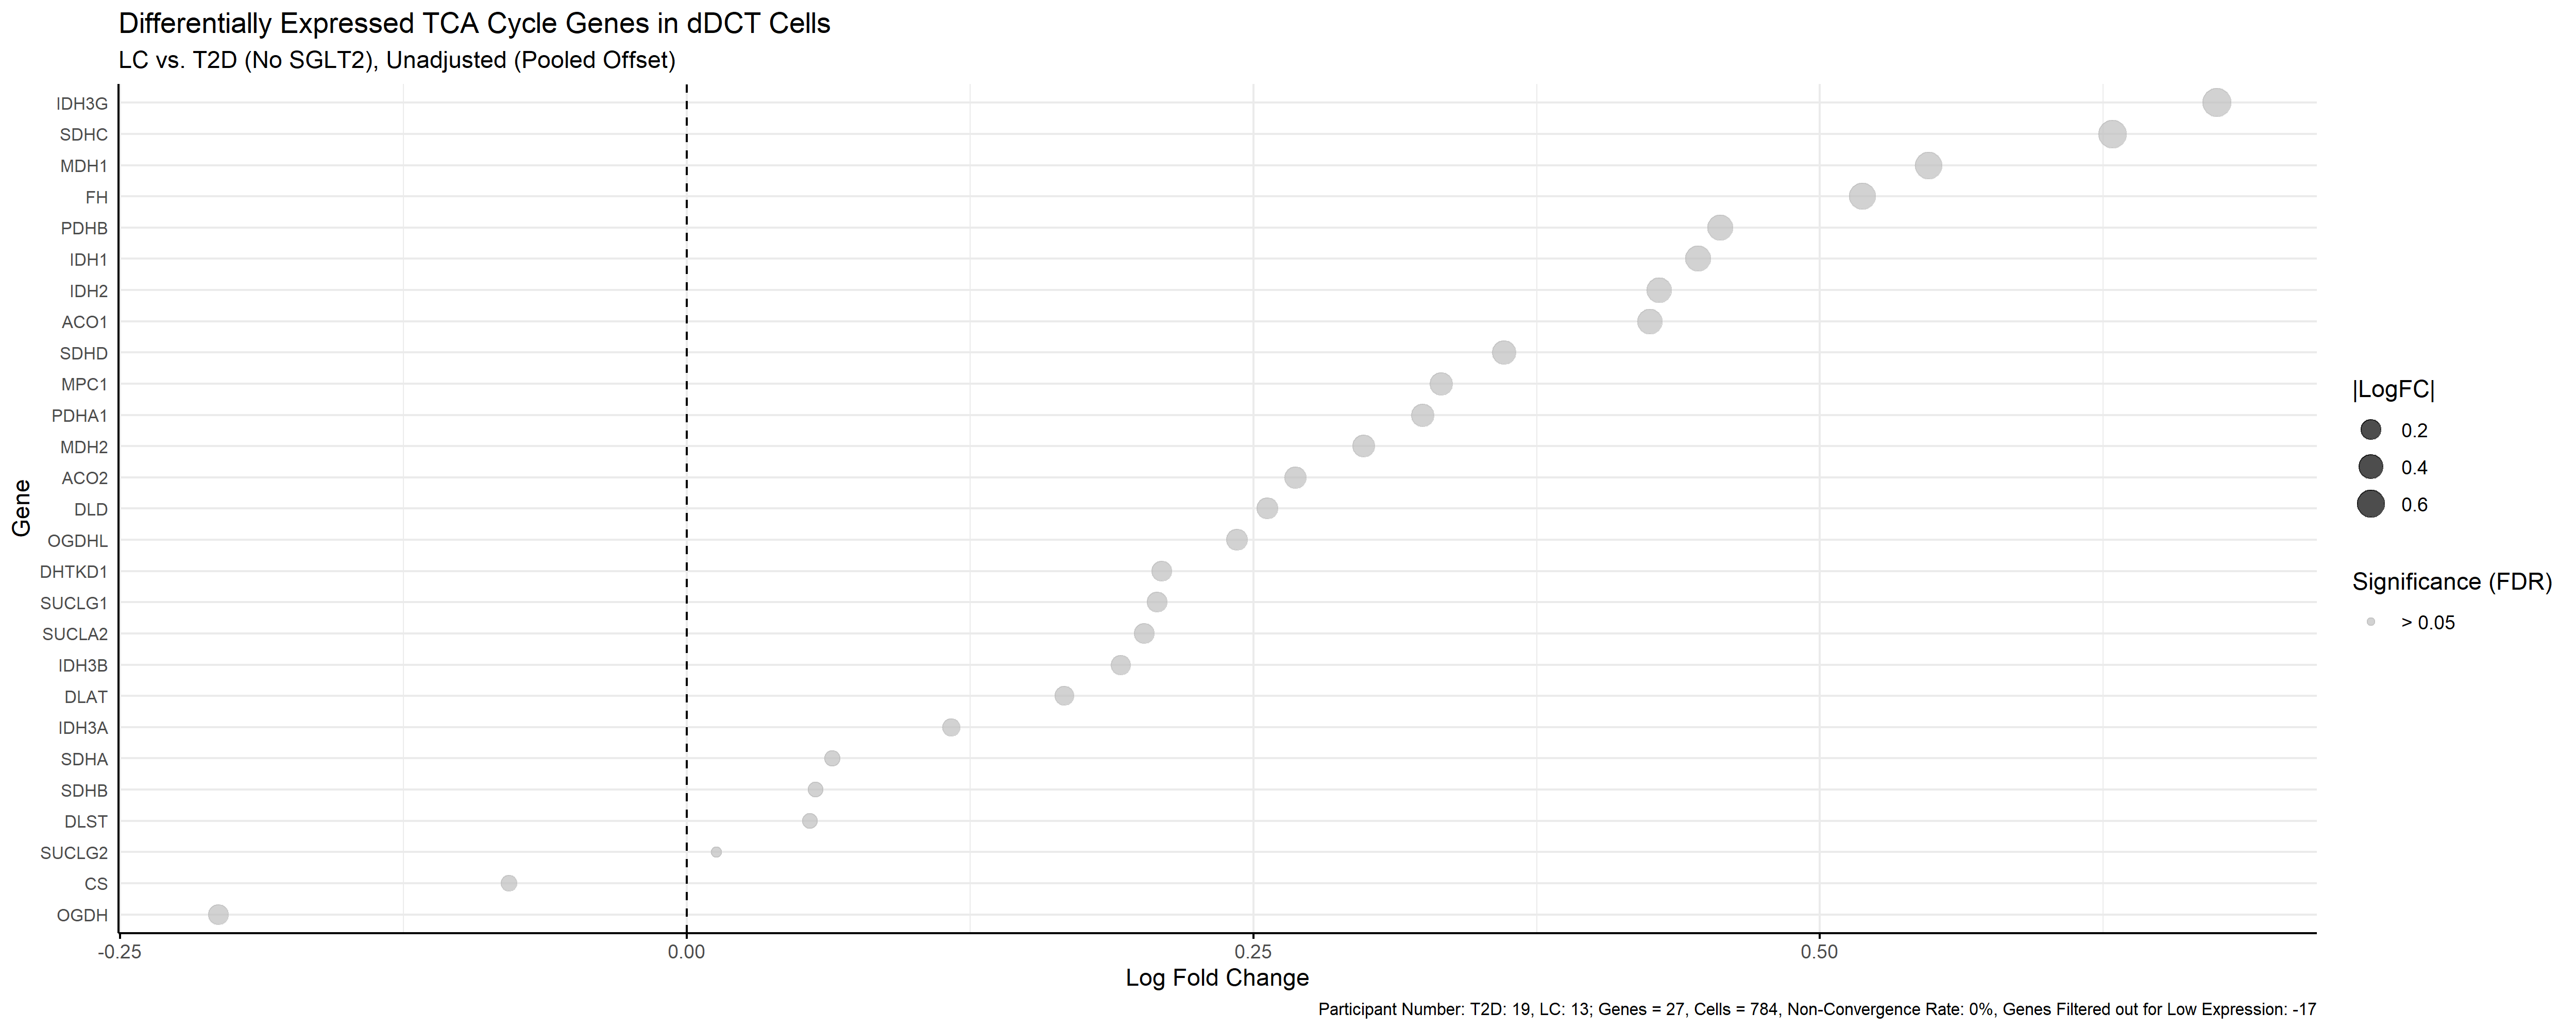 Differentially Expressed TCA Cycle Genes in dDCT Cells
LC vs. T2D (No SGLT2), Unadjusted (Pooled Offset)
Gene
IDH3G
SDHC
MDH1
FH
PDHB
IDH1
IDH2
ACO1
SDHD
MPC1
PDHA1
MDH2
ACO2
DLD
OGDHL
DHTKD1
SUCLG1
SUCLA2
IDH3B
DLAT
IDH3A
SDHA
SDHB
DLST
SUCLG2
CS
OGDH
-0.25
0.00
0.25
0.50
Log Fold Change
|LogFC|
0.2
0.4
0.6
Significance (FDR)
> 0.05
Participant Number: T2D: 19, LC: 13; Genes = 27, Cells = 784, Non-Convergence Rate: 0%, Genes Filtered out for Low Expression: -17